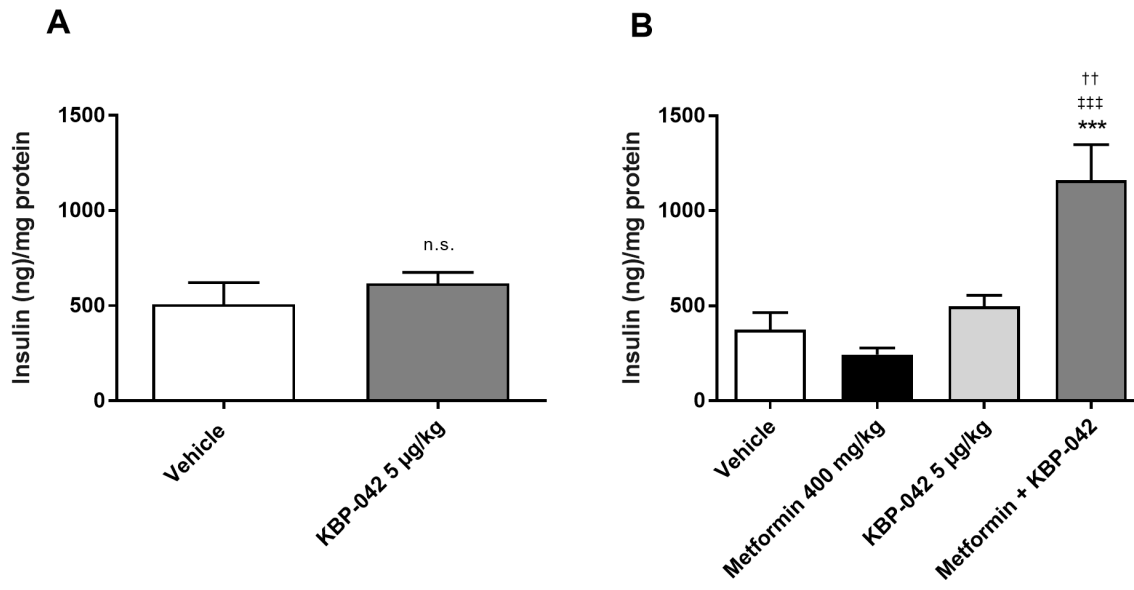 A
Insulin (ng)/mg protein
1500
1000
500
0
n.s.
Vehicle
KBP-042 5 µg/kg
B
Insulin (ng)/mg protein
1500
1000
500
0
††
‡‡‡
***
Vehicle
Metformin 400 mg/kg
KBP-042 5 µg/kg
Metformin + KBP-042